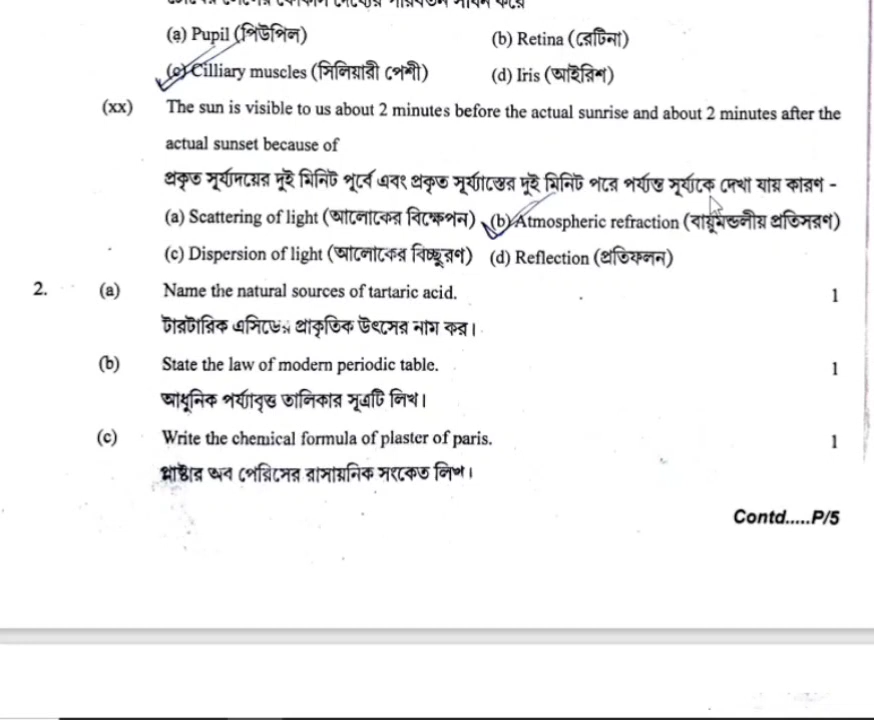 (a) Pupil (পিউপিল) (b) Retina (রেটিনা)
(c) Cilliary muscles (সিলিয়ারী পেশী) (d) Iris (আইরিশ)
(xx) The sun is visible to us about 2 minutes before the actual sunrise and about 2 minutes after the
actual sunset because of
প্রকৃত সূর্য্যদয়ের দুই মিনিট পূর্বে এবং প্রকৃত সূর্য্যাস্তের দুই মিনিট পরে পর্য্যন্ত সূর্য্যকে দেখা যায় কারণ -
(a) Scattering of light (আলোকের বিক্ষেপন) (b) Atmospheric refraction (বায়ুমন্ডলীয় প্রতিসরণ)
(c) Dispersion of light (আলোকের বিচ্ছুরণ) (d) Reflection (প্রতিফলন)
2. (a) Name the natural sources of tartaric acid. 1
টারটারিক এসিডের প্রাকৃতিক উৎসের নাম কর।
(b) State the law of modern periodic table. 1
আধুনিক পর্য্যাবৃত্ত তালিকার সূত্রটি লিখ।
(c) Write the chemical formula of plaster of paris. 1
প্লাষ্টার অব পেরিসের রাসায়নিক সংকেত লিখ।
Contd.....P/5